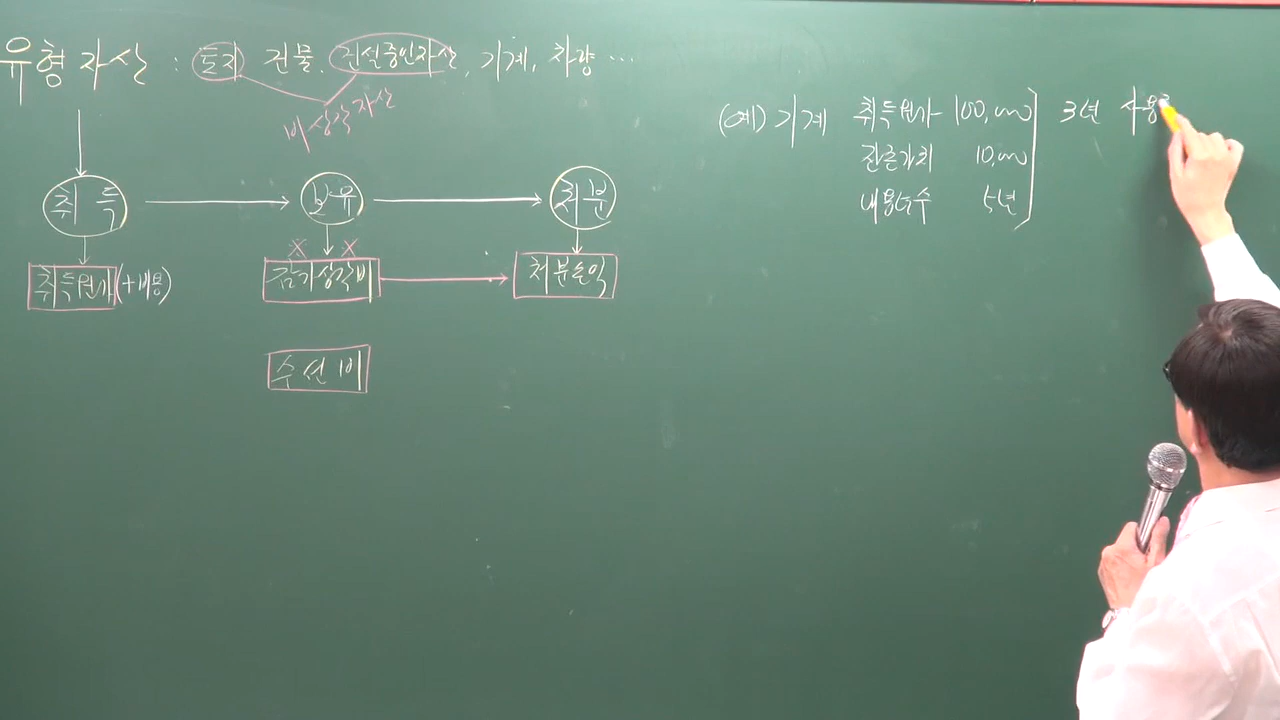 유형자산 : 토지 건물, 건설중인자산, 기계, 차량 …
비상각자산
취득 보유 처분
취득원가 (+비용) 감가상각비 처분손익
수선비
(예) 기계 취득원가 100,000 3년 사용
잔존가치 10,000
내용년수 5년